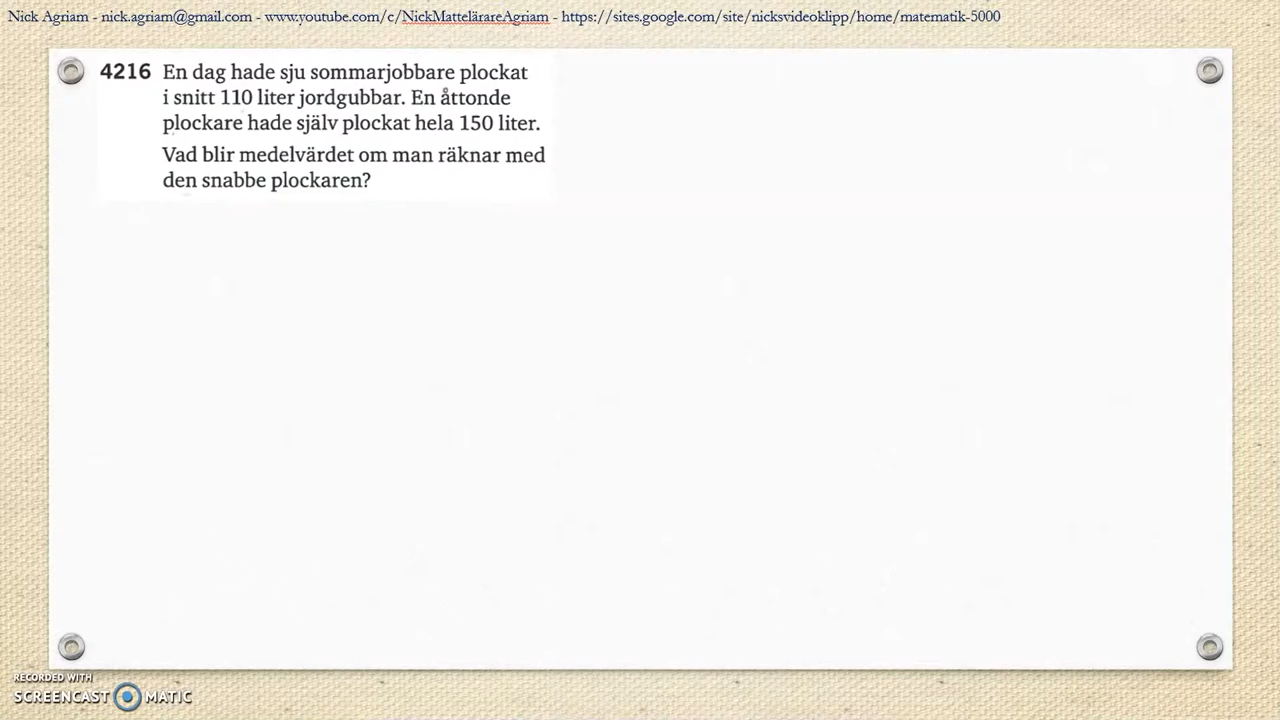 Nick Agriam - nick.agriam@gmail.com - www.youtube.com/c/NickMattelärareAgriam - https://sites.google.com/site/nicksvideoklipp/home/matematik-5000
4216 En dag hade sju sommarjobbare plockat
i snitt 110 liter jordgubbar. En åttonde
plockare hade själv plockat hela 150 liter.
Vad blir medelvärdet om man räknar med
den snabbe plockaren?
RECORDED WITH
SCREENCAST MATIC